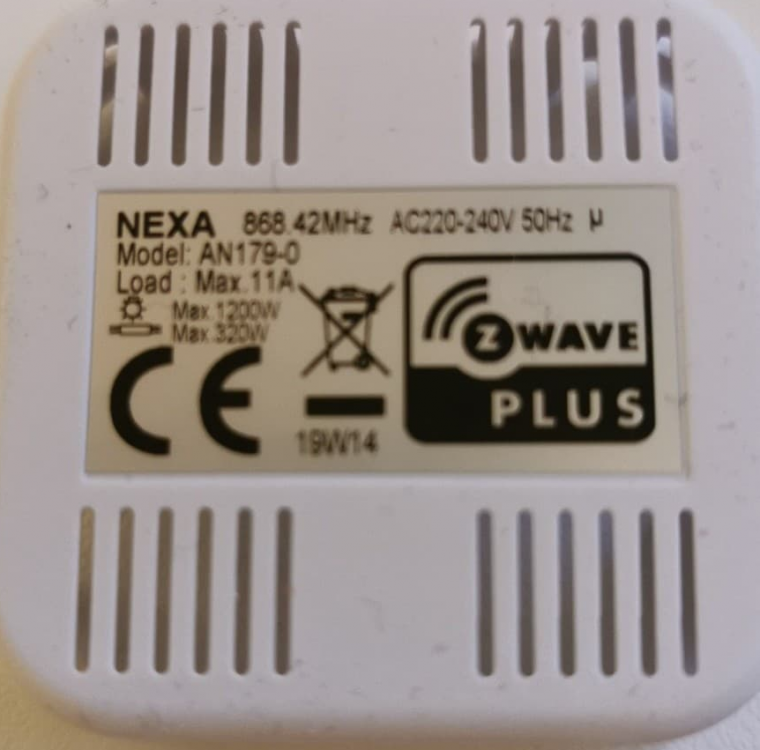 NEXA 868.42MHz AC220-240V 50Hz µ
Model: AN179-0
Load : Max.11A
Max.1200W
Max.320W
CE
19W14
Z WAVE
PLUS